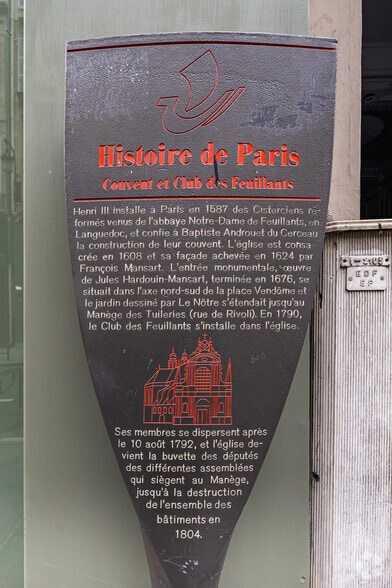 Histoire de Paris
Couvent et Club des Feuillants
Henri III installe à Paris en 1587 des Cisterciens ré-
formés venus de l'abbaye Notre-Dame de Feuillants, en
Languedoc, et confie à Baptiste Androuet du Cerceau
la construction de leur couvent. L'église est consa-
crée en 1608 et sa façade achevée en 1624 par
François Mansart. L'entrée monumentale, œuvre
de Jules Hardouin-Mansart, terminée en 1676, se
situait dans l'axe nord-sud de la place Vendôme et
le jardin dessiné par Le Nôtre s'étendait jusqu'au
Manège des Tuileries (rue de Rivoli). En 1790,
le Club des Feuillants s'installe dans l'église.
Ses membres se dispersent après
le 10 août 1792, et l'église de-
vient la buvette des députés
des différentes assemblées
qui siègent au Manège,
jusqu'à la destruction
de l'ensemble des
bâtiments en
1804.
EDF
EP